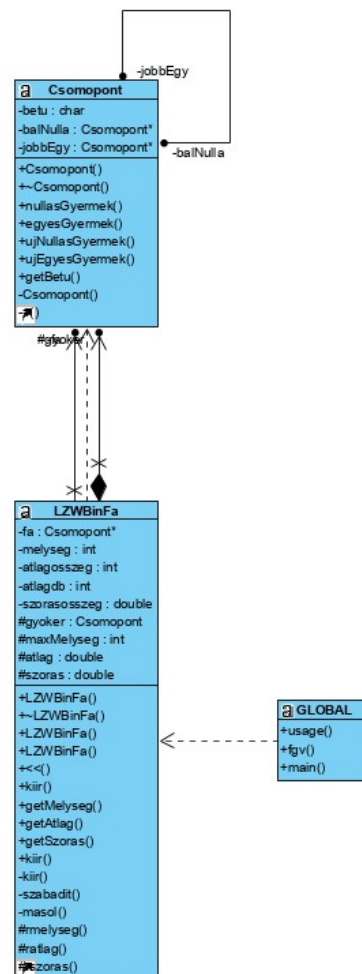 -jobbEgy
a Csomopont
-betu : char
-balNulla : Csomopont*
-jobbEgy : Csomopont*
-balNulla
+Csomopont()
+~Csomopont()
+nullasGyermek()
+egyesGyermek()
+ujNullasGyermek()
+ujEgyesGyermek()
+getBetu()
-Csomopont()
a LZWBinFa
-fa : Csomopont*
-melyseg : int
-atlagosszeg : int
-atlagdb : int
-szorasosszeg : double
#gyoker : Csomopont
#maxMelyseg : int
#atlag : double
#szoras : double
+LZWBinFa()
+~LZWBinFa()
+LZWBinFa()
+LZWBinFa()
+<<()
+kiir()
+getMelyseg()
+getAtlag()
+getSzoras()
+kiir()
-kiir()
-szabadit()
-masol()
#rmelyseg()
#ratlag()
a GLOBAL
+usage()
+fgv()
+main()